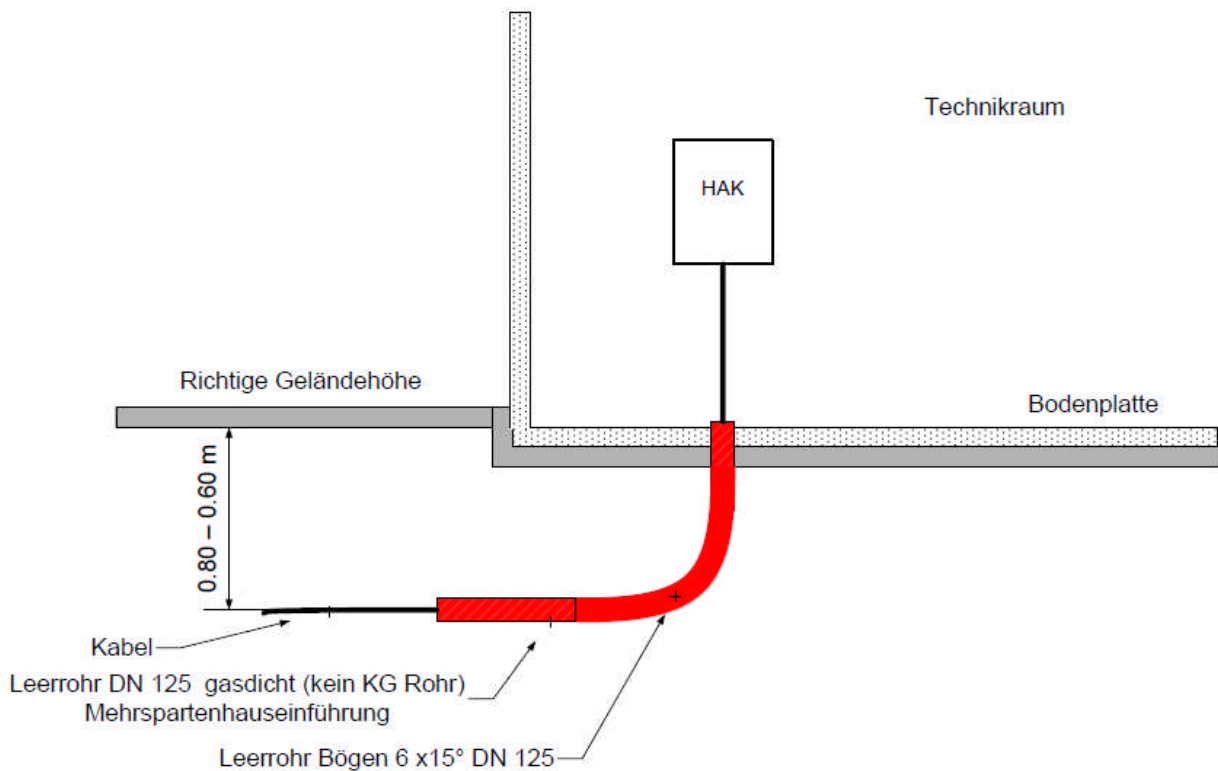 Technikraum
HAK
Richtige Geländehöhe
Bodenplatte
0.80 – 0.60 m
Kabel
Leerrohr DN 125 gasdicht (kein KG Rohr)
Mehrspartenhauseinführung
Leerrohr Bögen 6 x15° DN 125